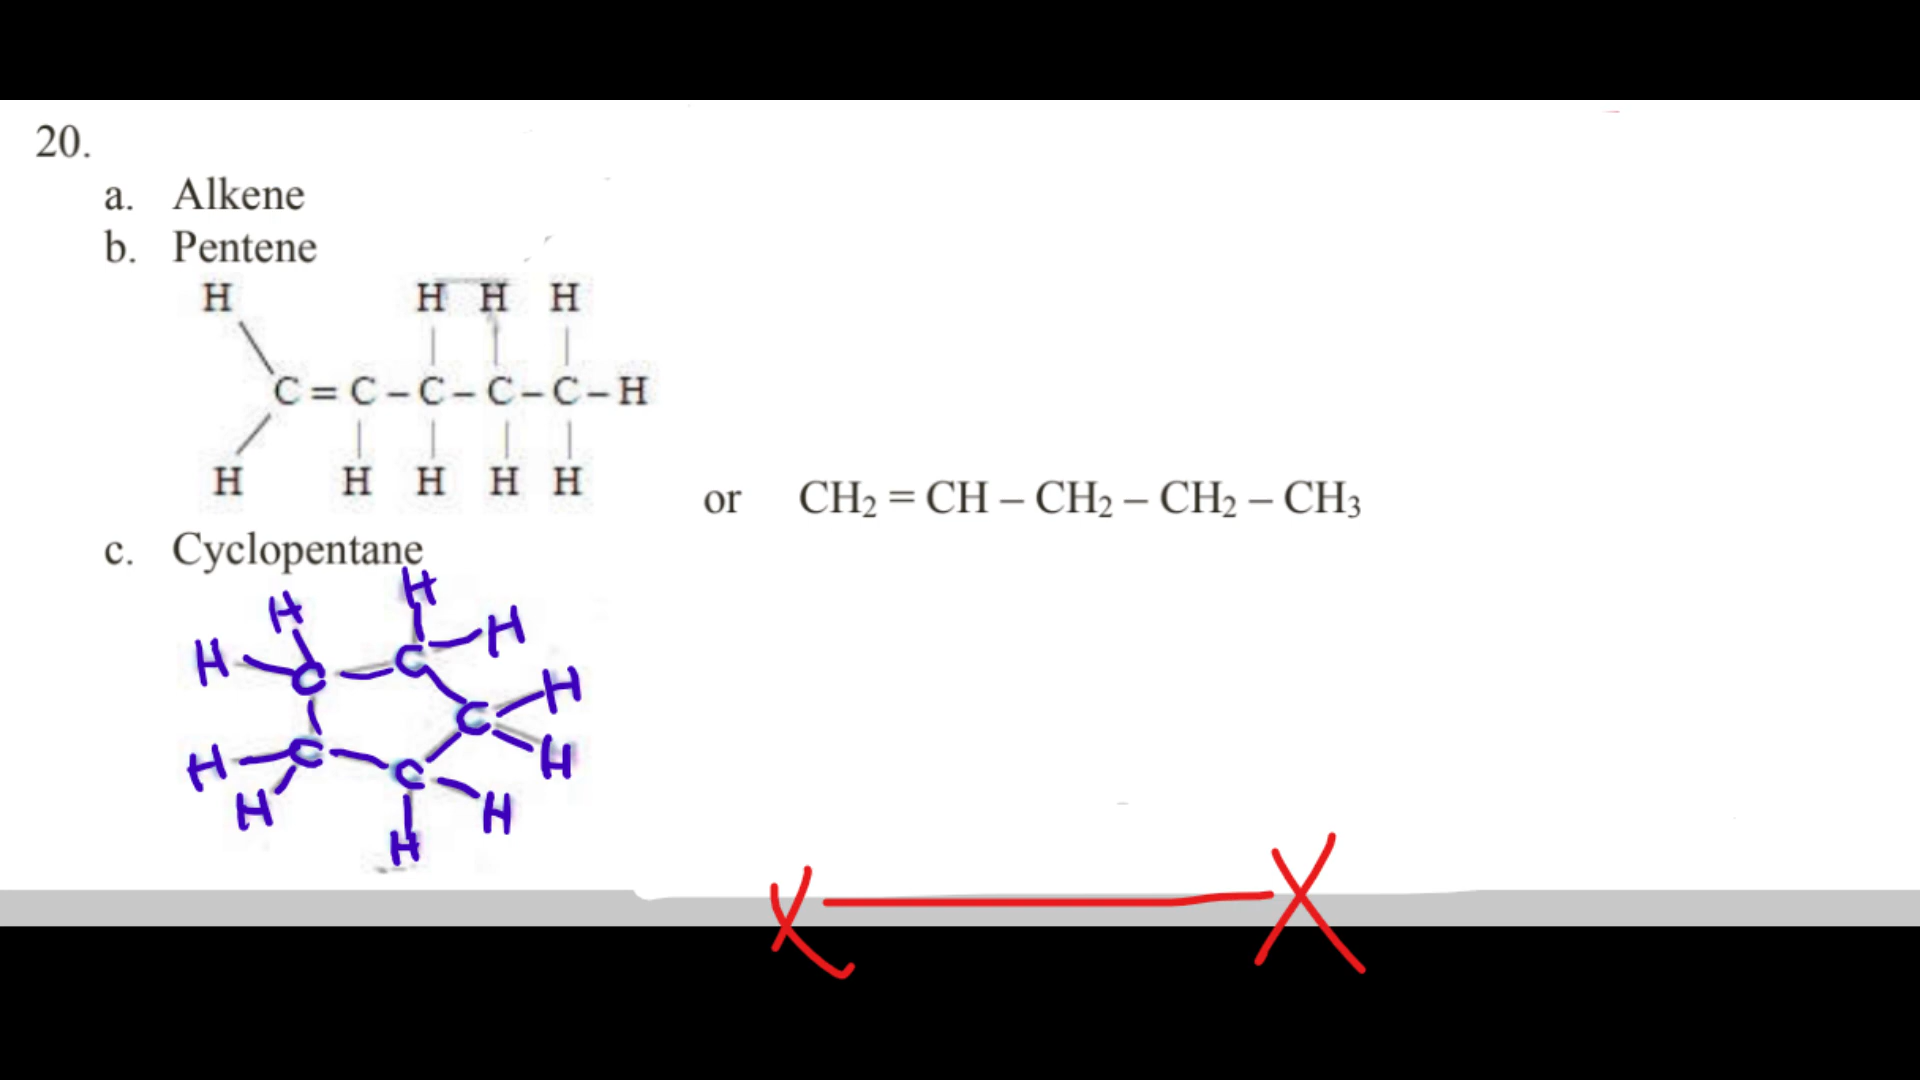 20.
a. Alkene
b. Pentene
H H H H
C = C – C – C – C – H
H H H H H
or CH₂ = CH – CH₂ – CH₂ – CH₃
c. Cyclopentane
H
H
H
H
C
C
H
C
H
C
H
C
H
H
H
X X